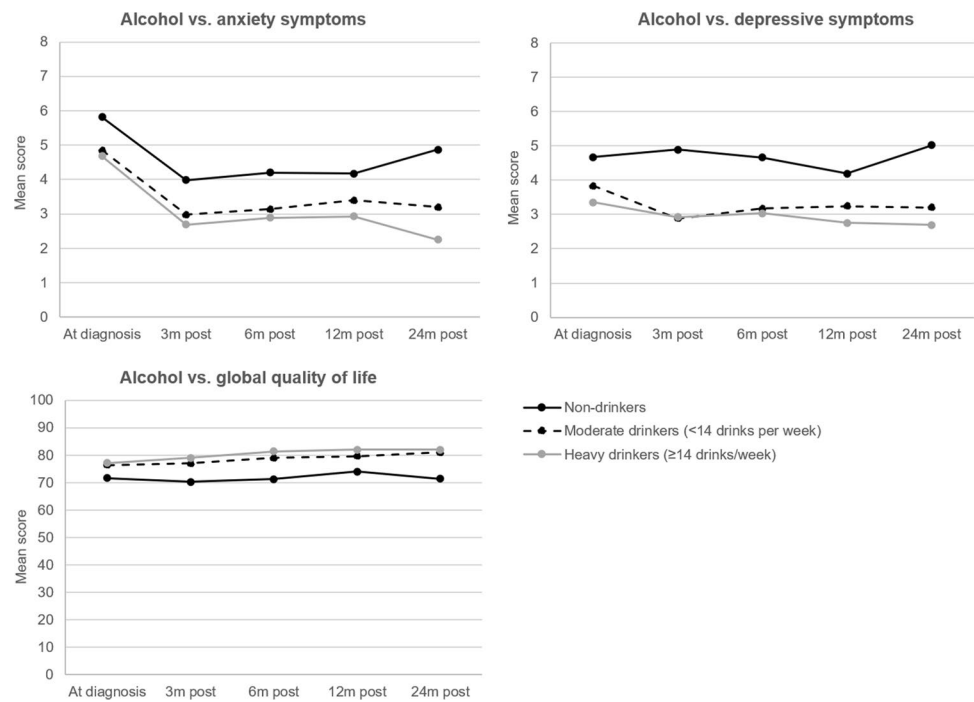 Alcohol vs. anxiety symptoms
8
7
6
5
4
3
2
1
0
Mean score
At diagnosis 3m post 6m post 12m post 24m post
Alcohol vs. depressive symptoms
8
7
6
5
4
3
2
1
0
Mean score
At diagnosis 3m post 6m post 12m post 24m post
Alcohol vs. global quality of life
100
90
80
70
60
50
40
30
20
10
0
Mean score
At diagnosis 3m post 6m post 12m post 24m post
Non-drinkers
Moderate drinkers (<14 drinks per week)
Heavy drinkers (≥14 drinks/week)